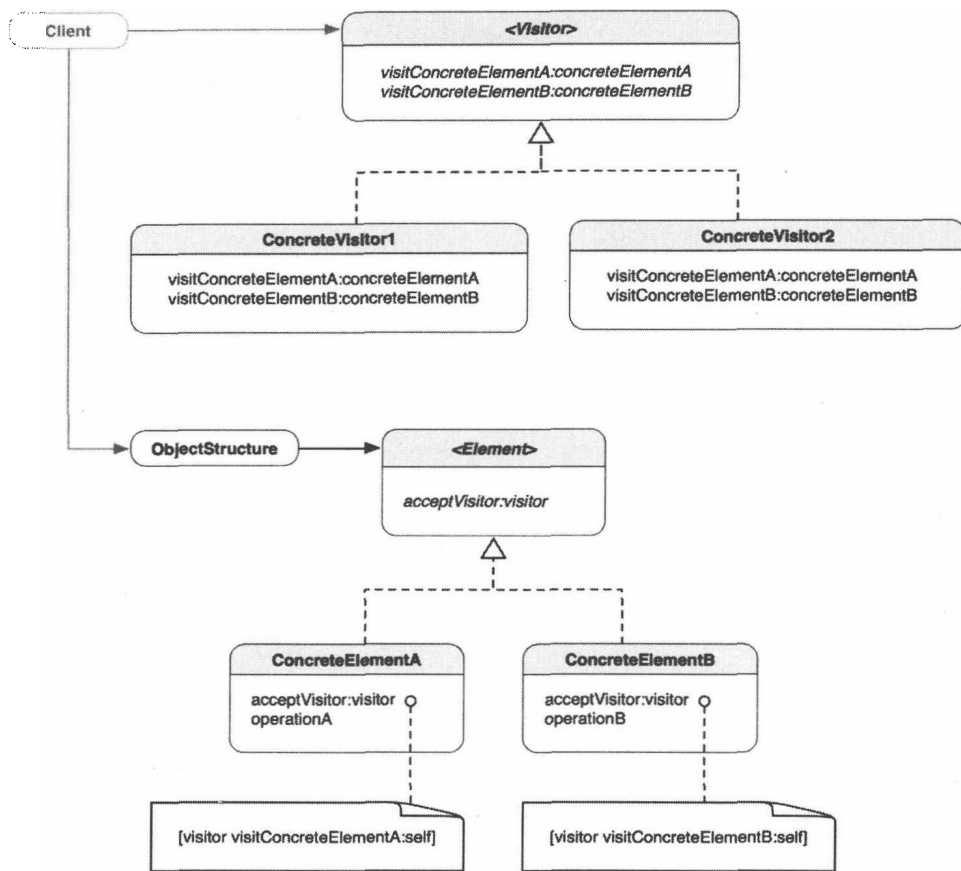 Client
<Visitor>
visitConcreteElementA:concreteElementA
visitConcreteElementB:concreteElementB
ConcreteVisitor1
visitConcreteElementA:concreteElementA
visitConcreteElementB:concreteElementB
ConcreteVisitor2
visitConcreteElementA:concreteElementA
visitConcreteElementB:concreteElementB
ObjectStructure
<Element>
acceptVisitor:visitor
ConcreteElementA
acceptVisitor:visitor
operationA
ConcreteElementB
acceptVisitor:visitor
operationB
[visitor visitConcreteElementA:self]
[visitor visitConcreteElementB:self]